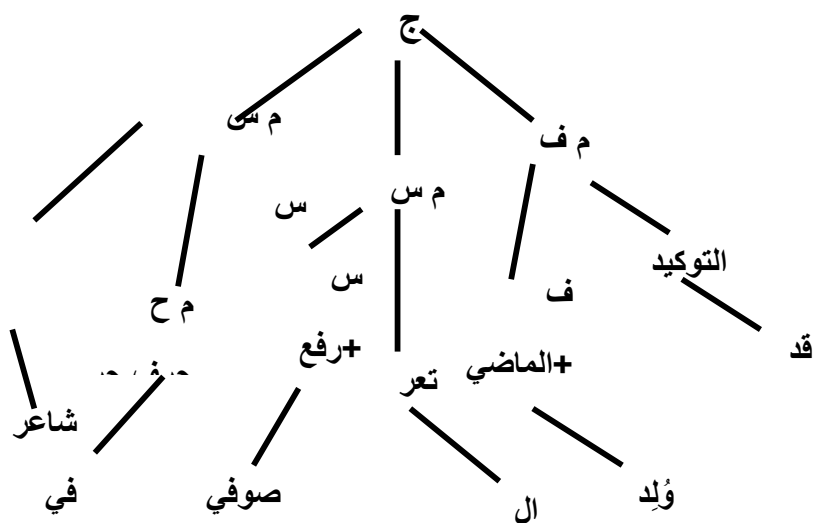 ج
م س
م ف
م س
س
التوكيد
س
ف
م ح
قد
+رفع
+الماضي
تعر
شاعر
في
صوفي
ال
وُلِد